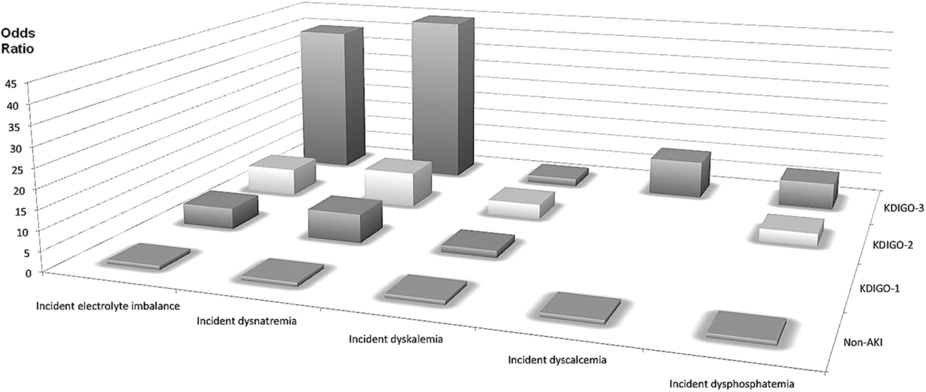 Odds
Ratio
45
40
35
30
25
20
15
10
5
0
Incident electrolyte imbalance
Incident dysnatremia
Incident dyskalemia
Incident dyscalcemia
Incident dysphosphatemia
KDIGO-3
KDIGO-2
KDIGO-1
Non-AKI